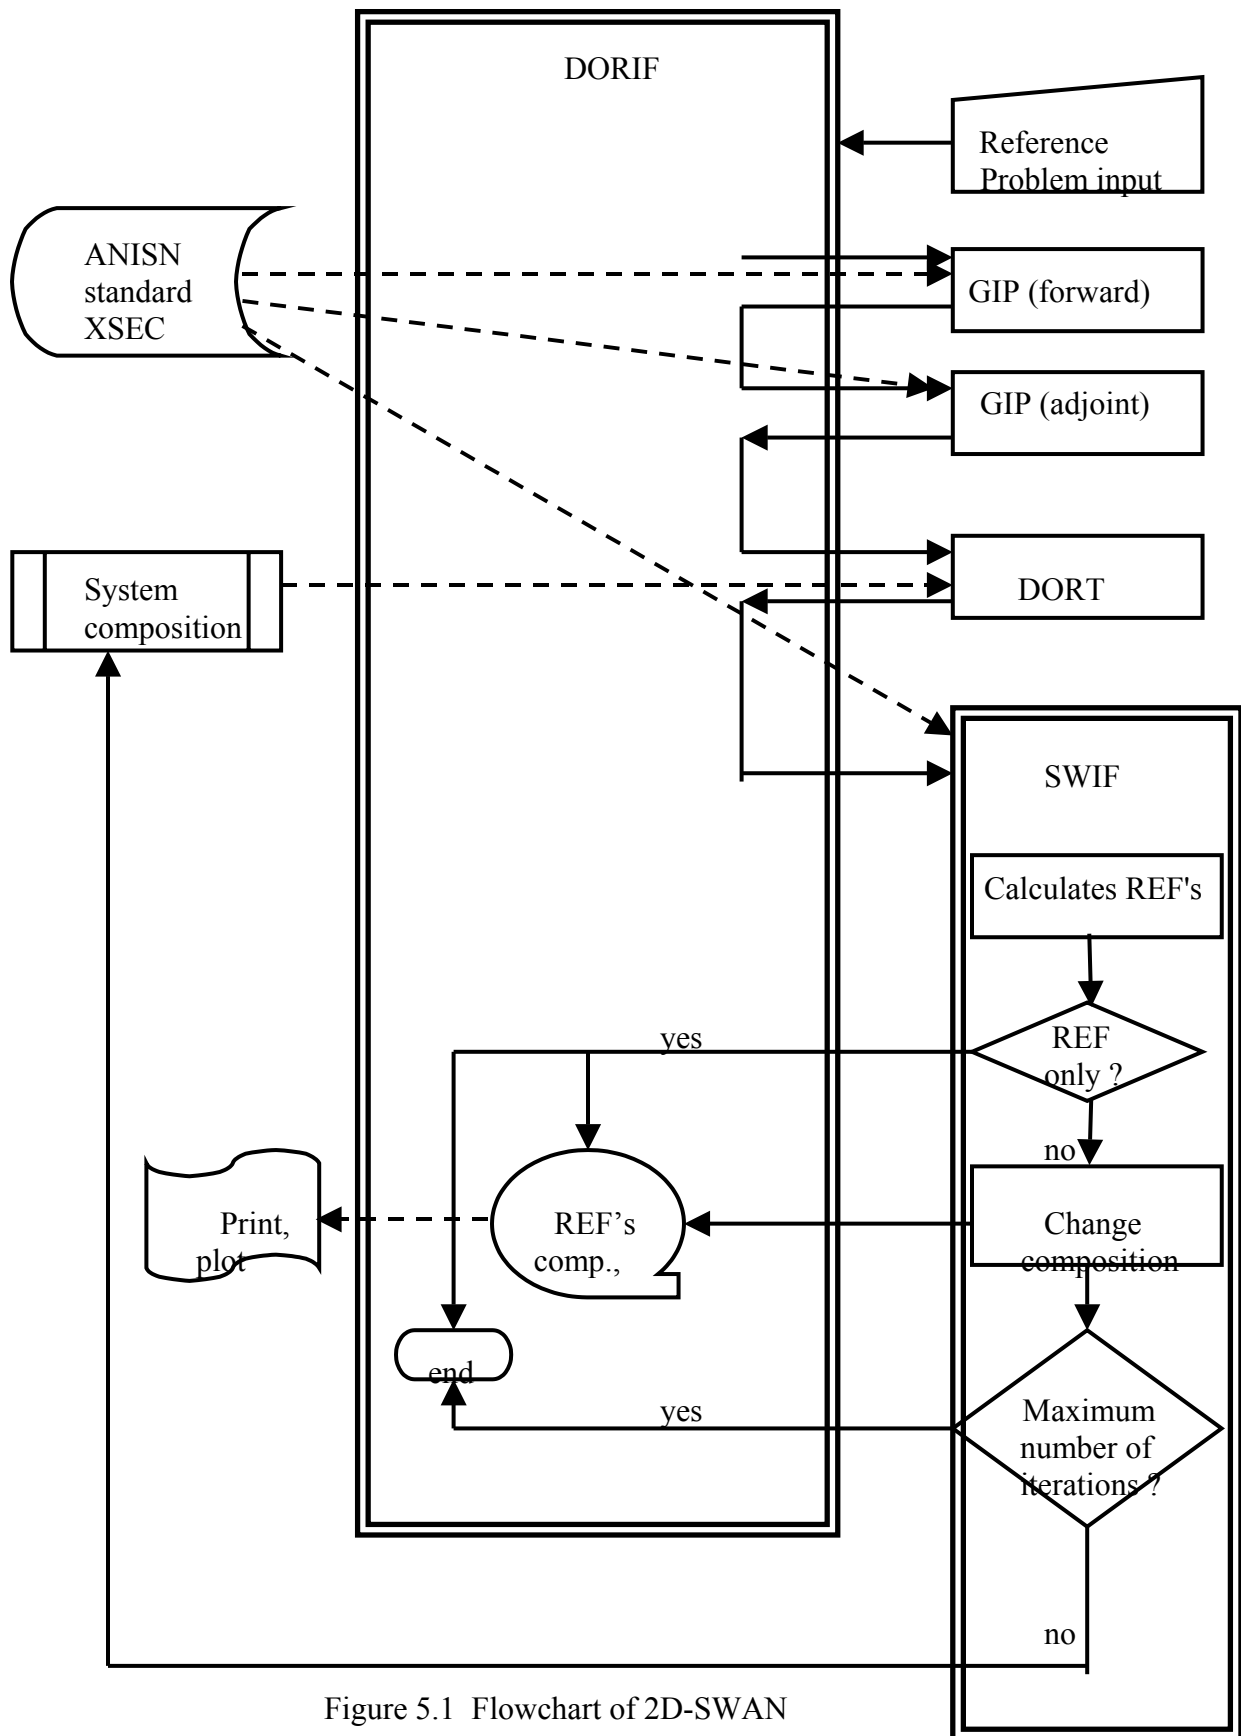 DORIF
Reference
Problem input
ANISN
standard
XSEC
GIP (forward)
GIP (adjoint)
System
composition
DORT
SWIF
Calculates REF's
yes
REF
only ?
no
Print,
plot
REF’s
comp.,
Change
composition
end
yes
Maximum
number of
iterations ?
no
Figure 5.1 Flowchart of 2D-SWAN